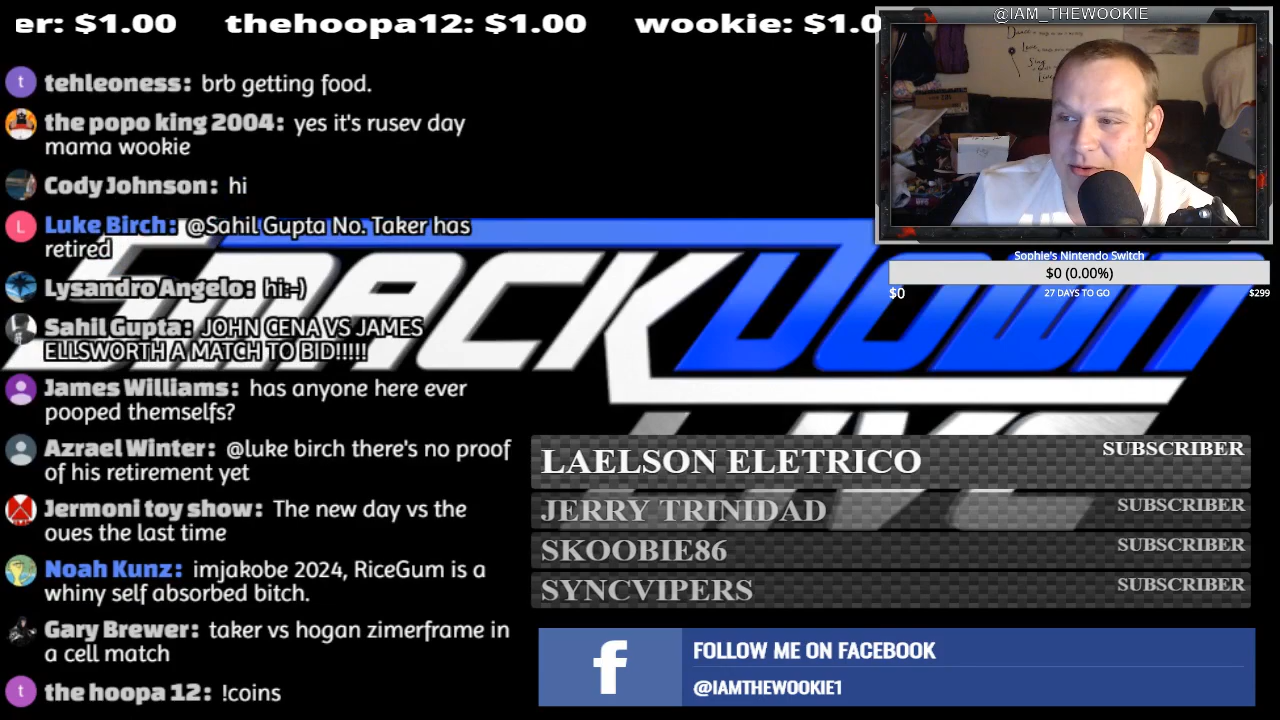 er: $1.00 thehoopa12: $1.00 wookie: $1.0
@IAM_THEWOOKIE
tehleoness: brb getting food.
the popo king 2004: yes it's rusev day
mama wookie
Cody Johnson: hi
Luke Birch: @Sahil Gupta No. Taker has
retired
Lysandro Angelo: hi:-)
Sahil Gupta: JOHN CENA VS JAMES
ELLSWORTH A MATCH TO BID!!!!!
James Williams: has anyone here ever
pooped themselfs?
Azrael Winter: @luke birch there's no proof
of his retirement yet
Jermoni toy show: The new day vs the
oues the last time
Noah Kunz: imjakobe 2024, RiceGum is a
whiny self absorbed bitch.
Gary Brewer: taker vs hogan zimerframe in
a cell match
the hoopa 12: !coins
Sophie's Nintendo Switch
$0 (0.00%)
$0 27 DAYS TO GO $299
SMACKDOWN
LIVE
LAELSON ELETRICO SUBSCRIBER
JERRY TRINIDAD SUBSCRIBER
SKOOBIE86 SUBSCRIBER
SYNCVIPERS SUBSCRIBER
f
FOLLOW ME ON FACEBOOK
@IAMTHEWOOKIE1